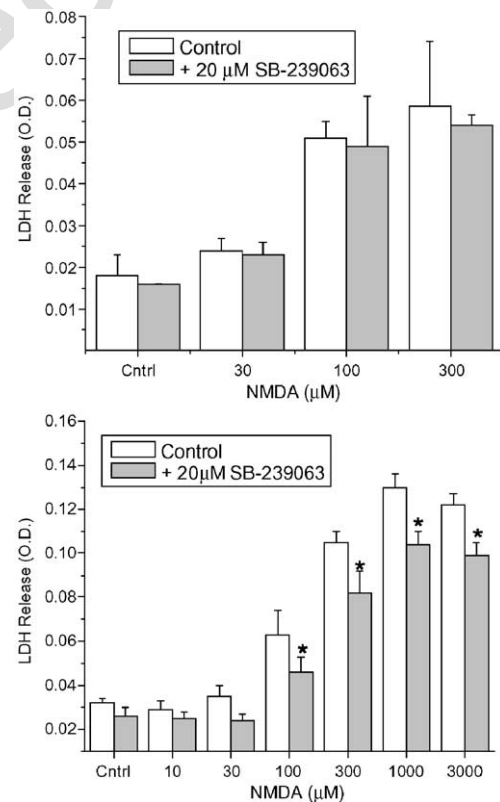 0.08
0.07
0.06
0.05
0.04
0.03
0.02
0.01
LDH Release (O.D.)
Control
+ 20 μM SB-239063
Cntrl 30 100 300
NMDA (μM)
0.16
0.14
0.12
0.10
0.08
0.06
0.04
0.02
LDH Release (O.D.)
Control
+ 20μM SB-239063
* * * *
Cntrl 10 30 100 300 1000 3000
NMDA (μM)